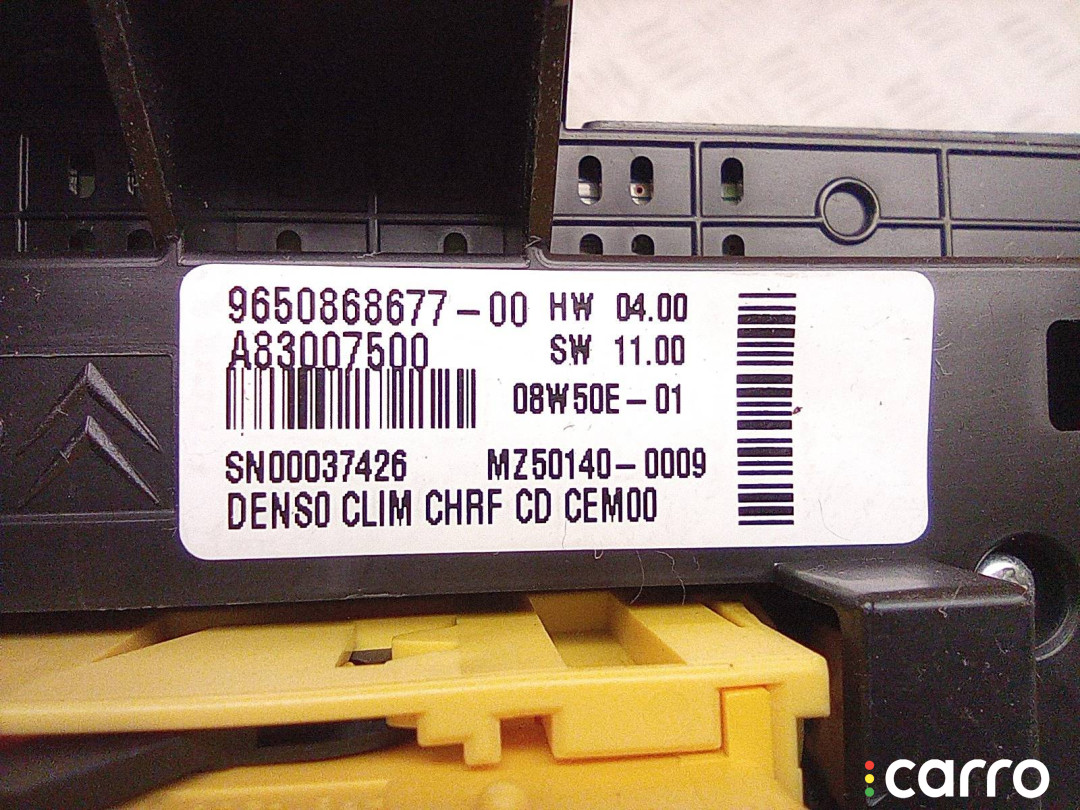 9650868677-00 HW 04.00
A83007500 SW 11.00
08W50E-01
SN00037426 MZ50140-0009
DENSO CLIM CHRF CD CEM00
carro